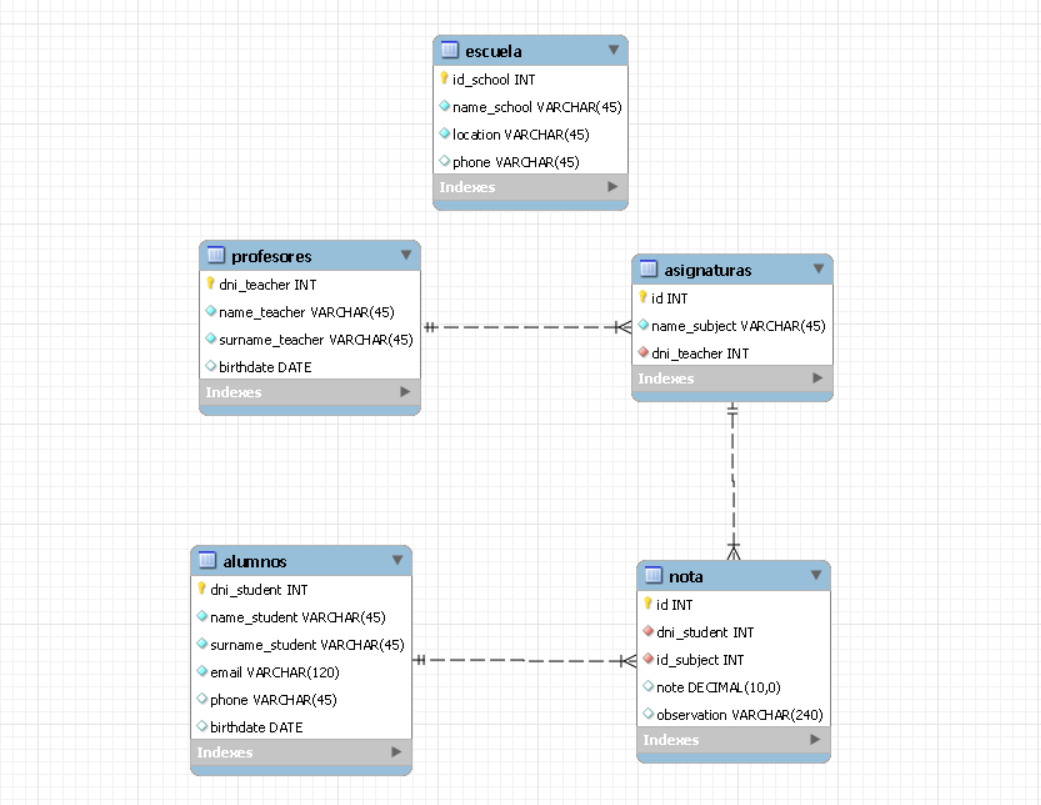 escuela
id_school INT
name_school VARCHAR(45)
location VARCHAR(45)
phone VARCHAR(45)
Indexes
profesores
dni_teacher INT
name_teacher VARCHAR(45)
surname_teacher VARCHAR(45)
birthdate DATE
Indexes
asignaturas
id INT
name_subject VARCHAR(45)
dni_teacher INT
Indexes
alumnos
dni_student INT
name_student VARCHAR(45)
surname_student VARCHAR(45)
email VARCHAR(120)
phone VARCHAR(45)
birthdate DATE
Indexes
nota
id INT
dni_student INT
id_subject INT
note DECIMAL(10,0)
observation VARCHAR(240)
Indexes